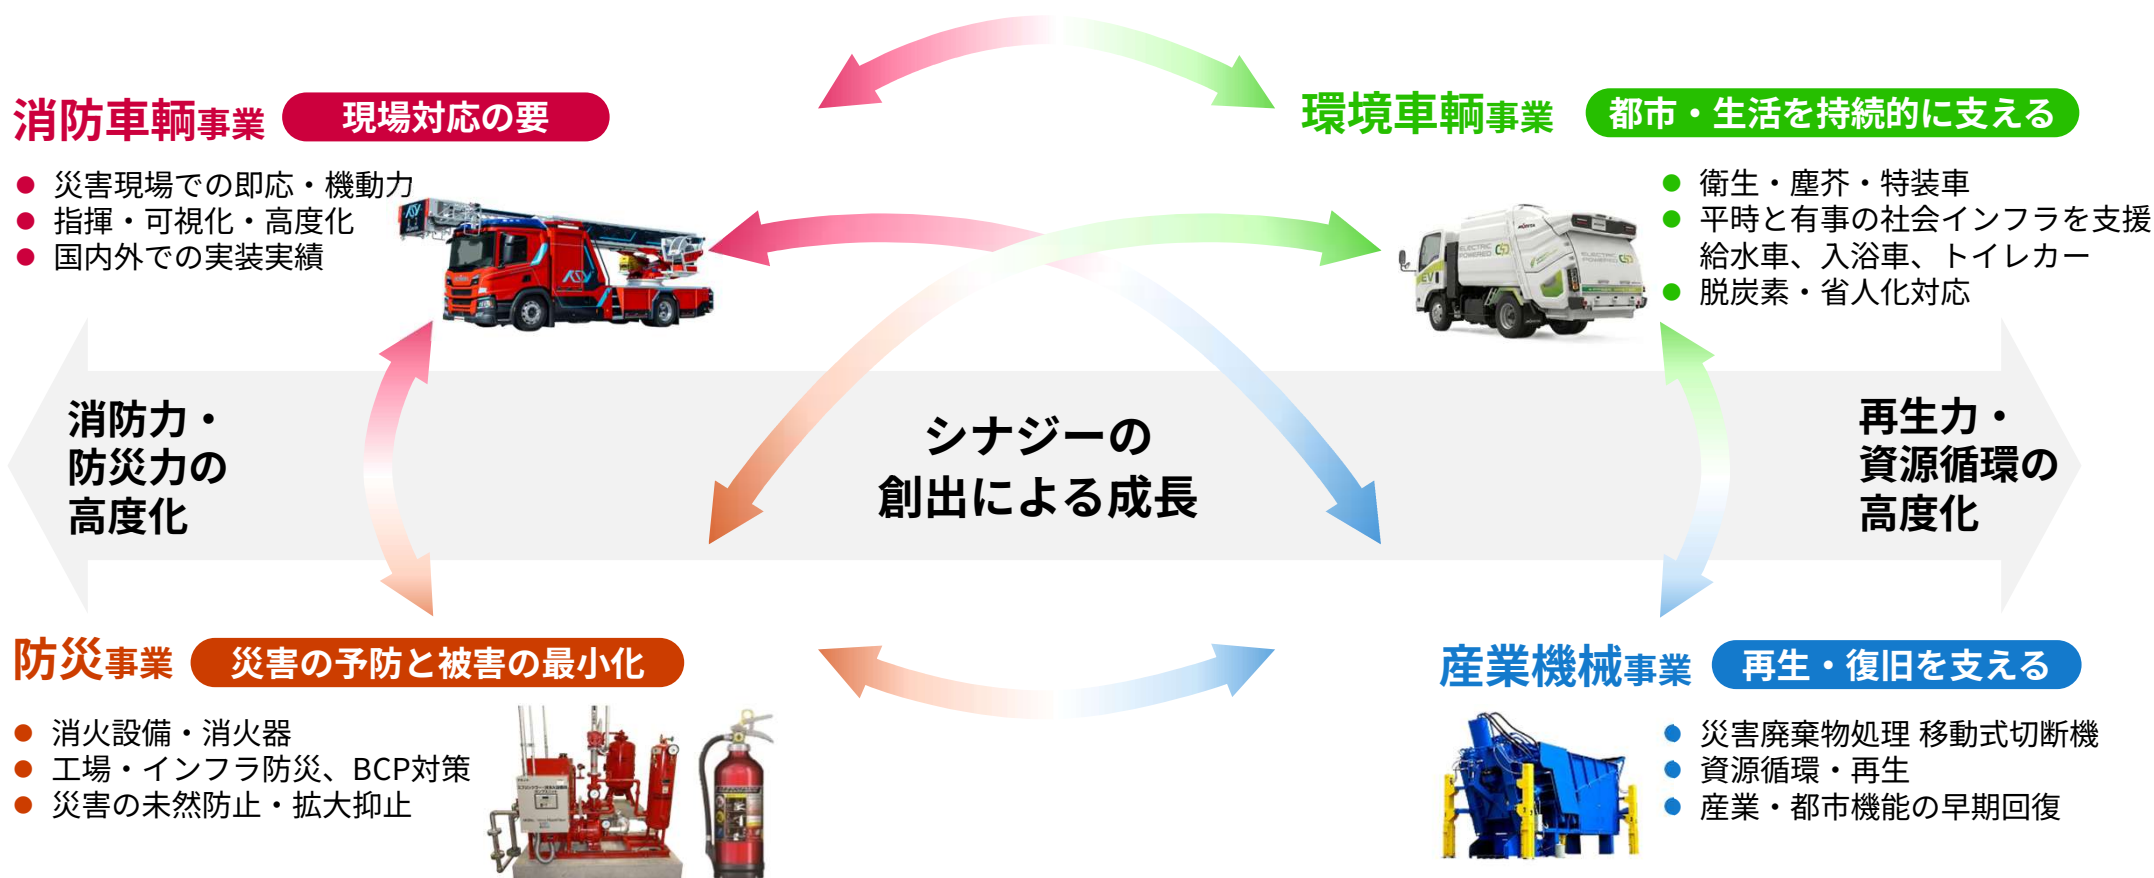 消防車輌事業 現場対応の要
災害現場での即応・機動力
指揮・可視化・高度化
国内外での実装実績
環境車輌事業 都市・生活を持続的に支える
衛生・塵芥・特装車
平時と有事の社会インフラを支援
給水車、入浴車、トイレカー
脱炭素・省人化対応
ELECTRIC
POWERED
ELECTRIC
POWERED
EV
消防力・
防災力の
高度化
シナジーの
創出による成長
再生力・
資源循環の
高度化
防災事業 災害の予防と被害の最小化
消火設備・消火器
工場・インフラ防災、BCP対策
災害の未然防止・拡大抑止
産業機械事業 再生・復旧を支える
災害廃棄物処理 移動式切断機
資源循環・再生
産業・都市機能の早期回復